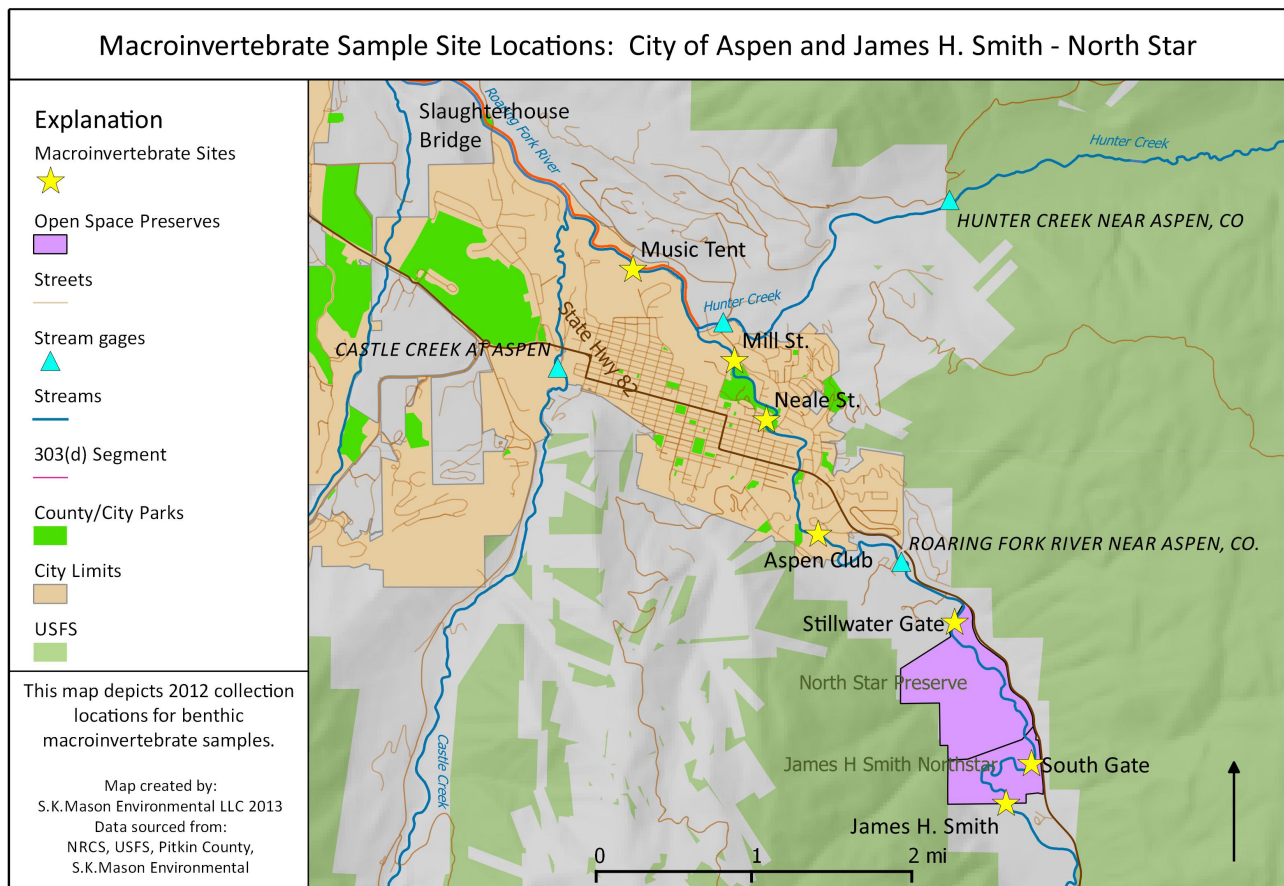 Macroinvertebrate Sample Site Locations:  City of Aspen and James H. Smith - North Star
Explanation
Macroinvertebrate Sites
Open Space Preserves
Streets
Stream gages
Streams
303(d) Segment
County/City Parks
City Limits
USFS
This map depicts 2012 collection
locations for benthic
macroinvertebrate samples.
Map created by:
S.K.Mason Environmental LLC 2013
Data sourced from:
NRCS, USFS, Pitkin County,
S.K.Mason Environmental
Slaughterhouse
Bridge
Roaring Fork River
Hunter Creek
HUNTER CREEK NEAR ASPEN, CO
Music Tent
Hunter Creek
State Hwy 82
CASTLE CREEK AT ASPEN
Mill St.
Neale St.
ROARING FORK RIVER NEAR ASPEN, CO.
Aspen Club
Stillwater Gate
North Star Preserve
James H Smith Northstar
South Gate
Castle Creek
James H. Smith
0 1 2 mi